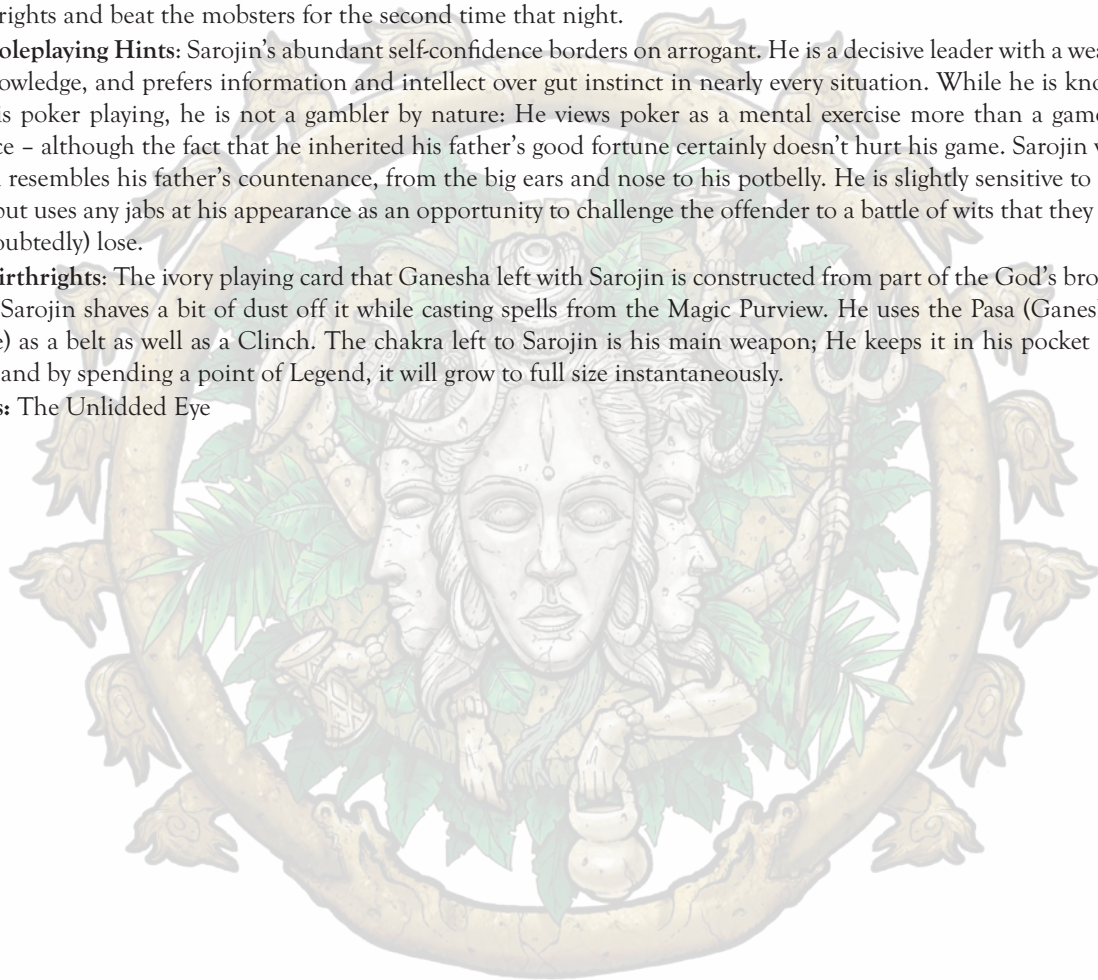 rights and beat the mobsters for the second time that night.
oleplaying Hints: Sarojin's abundant self-confidence borders on arrogant. He is a decisive leader with a wea
owledge, and prefers information and intellect over gut instinct in nearly every situation. While he is kno
is poker playing, he is not a gambler by nature: He views poker as a mental exercise more than a game
ce – although the fact that he inherited his father's good fortune certainly doesn't hurt his game. Sarojin v
resembles his father's countenance, from the big ears and nose to his potbelly. He is slightly sensitive to
but uses any jabs at his appearance as an opportunity to challenge the offender to a battle of wits that they
oubtedly) lose.
irthrights: The ivory playing card that Ganesha left with Sarojin is constructed from part of the God's bro
Sarojin shaves a bit of dust off it while casting spells from the Magic Purview. He uses the Pasa (Ganesh
e) as a belt as well as a Clinch. The chakra left to Sarojin is his main weapon; He keeps it in his pocket
and by spending a point of Legend, it will grow to full size instantaneously.
s: The Unlidded Eye